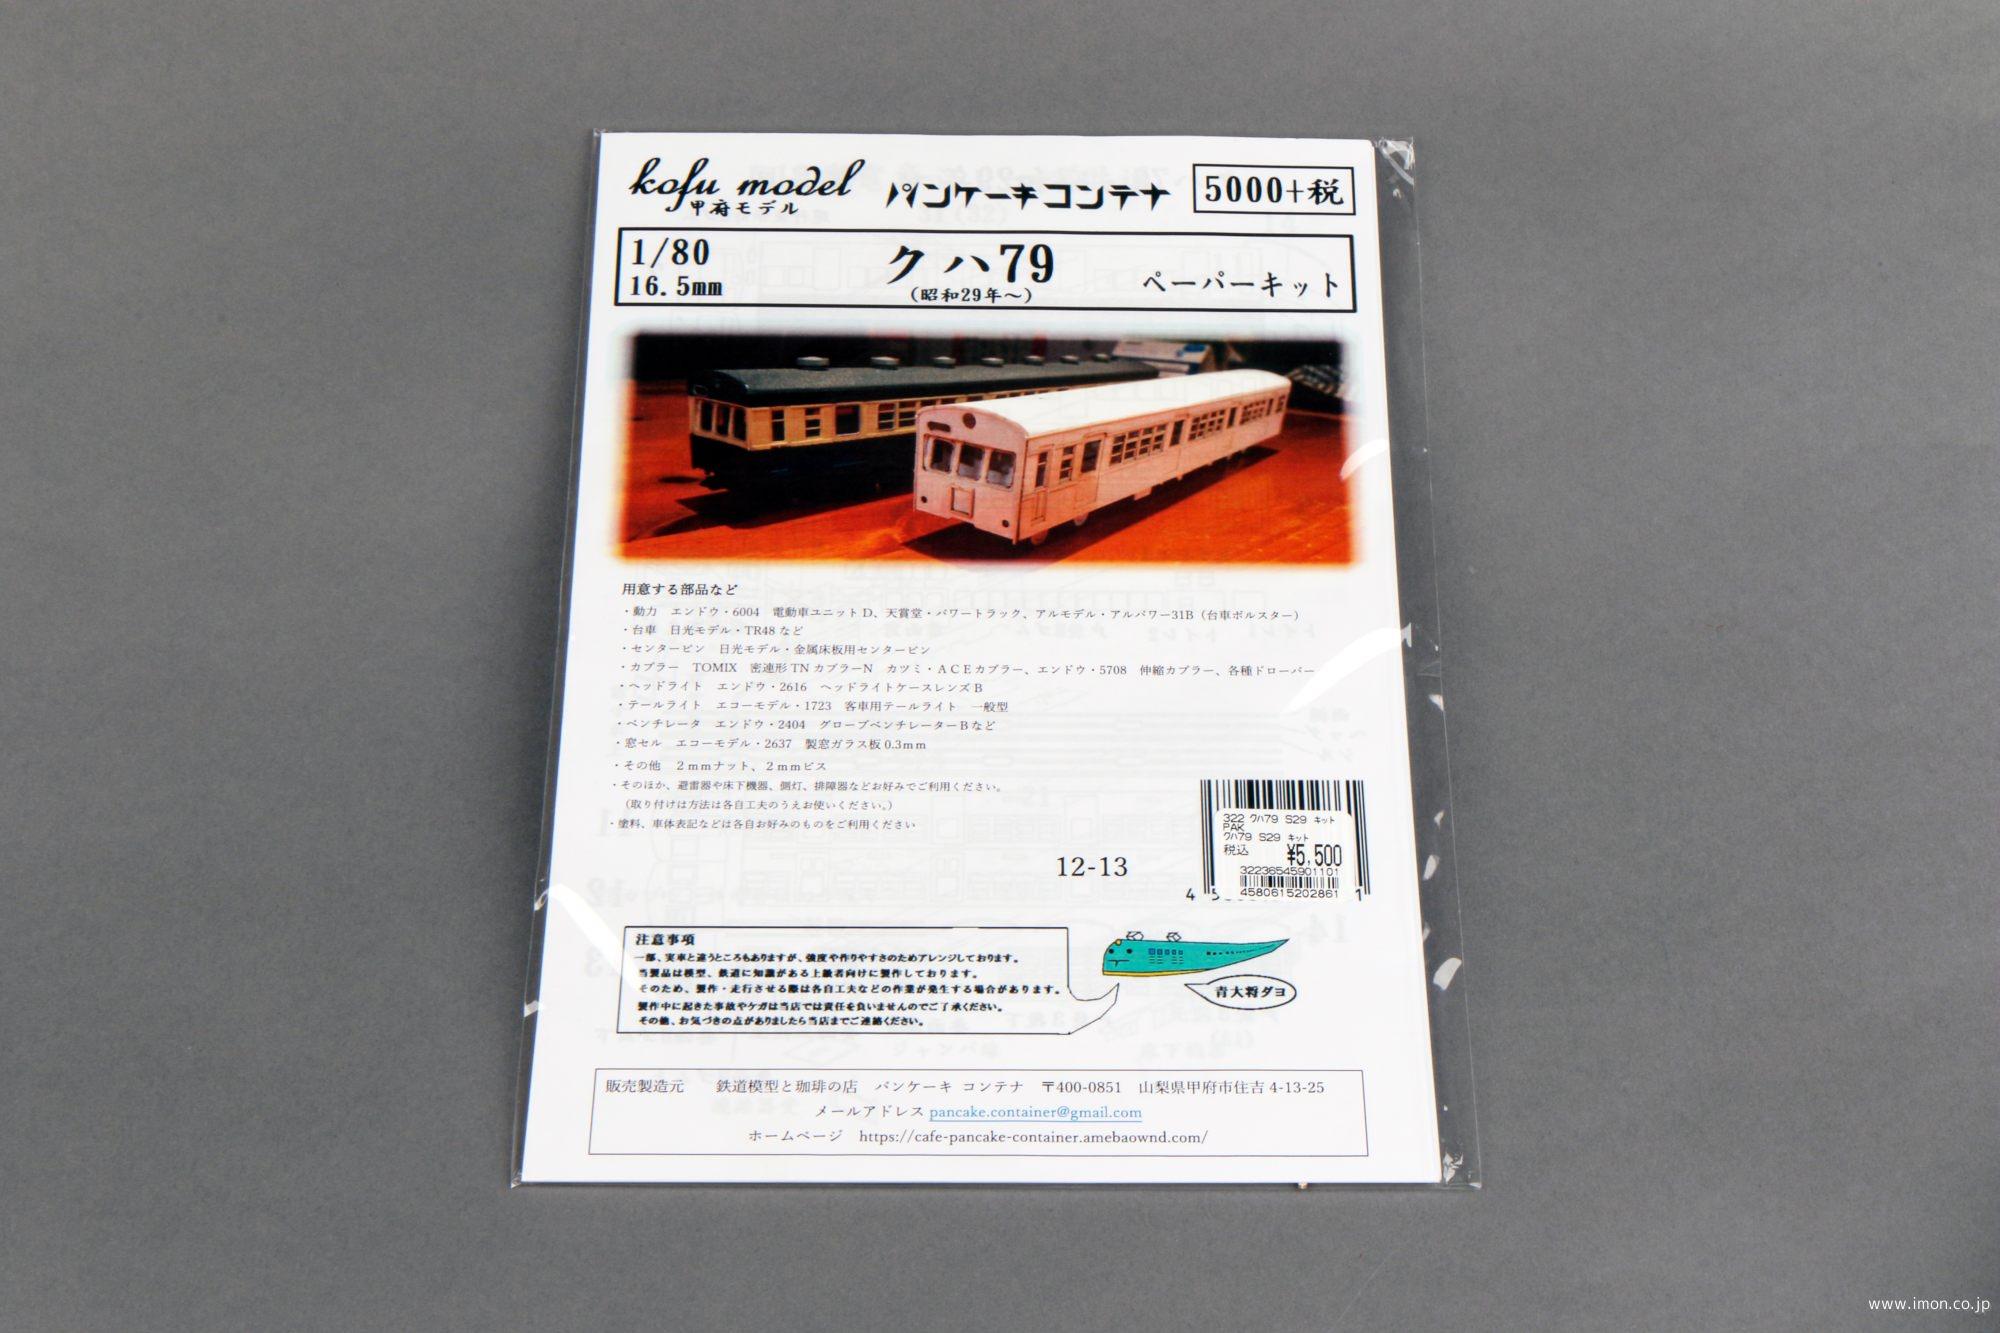 kofu model
甲府モデル
パンケーキコンテナ
5000+税
1/80
16.5mm
クハ79
(昭和29年～)
ペーパーキット
用意する部品など
・動力　エンドウ・6004　電動車ユニットD、天賞堂・パワートラック、アルモデル・アルパワー31B（台車ボルスター）
・台車　日光モデル・TR48 など
・センターピン　日光モデル・金属床板用センターピン
・カプラー　TOMIX　密連形 TN カプラーN　カツミ・ACEカプラー、エンドウ・5708　伸縮カプラー、各種ドローバー
・ヘッドライト　エンドウ・2616　ヘッドライトケースレンズB
・テールライト　エコーモデル・1723　客車用テールライト　一般型
・ベンチレータ　エンドウ・2404　グローブベンチレーターBなど
・窓セル　エコーモデル・2637　製窓ガラス板 0.3mm
・その他　2mmナット、2mmビス
・そのほか、避雷器や床下機器、側灯、排障器などお好みでご利用ください。
（取り付けは方法は各自工夫のうえお使いください。）
・塗料、車体表記などは各自お好みのものをご利用ください
12-13
322 クハ79 S29 キット
PAK
クハ79 S29 キット
税込 ¥5,500
32236545901101
4580615202861
注意事項
一部、実車と違うところもありますが、強度や作りやすさのためアレンジしております。
当製品は模型、鉄道に知識がある上級者向けに製作しております。
そのため、製作・走行させる際は各自工夫などの作業が発生する場合があります。
製作中に起きた事故やケガは当店では責任を負いませんのでご了承ください。
その他、お気づきの点がありましたら当店までご連絡ください。
青大将ダヨ
販売製造元　鉄道模型と珈琲の店　パンケーキ コンテナ　〒400-0851　山梨県甲府市住吉 4-13-25
メールアドレス pancake.container@gmail.com
ホームページ　https://cafe-pancake-container.amebaownd.com/
www.imon.co.jp